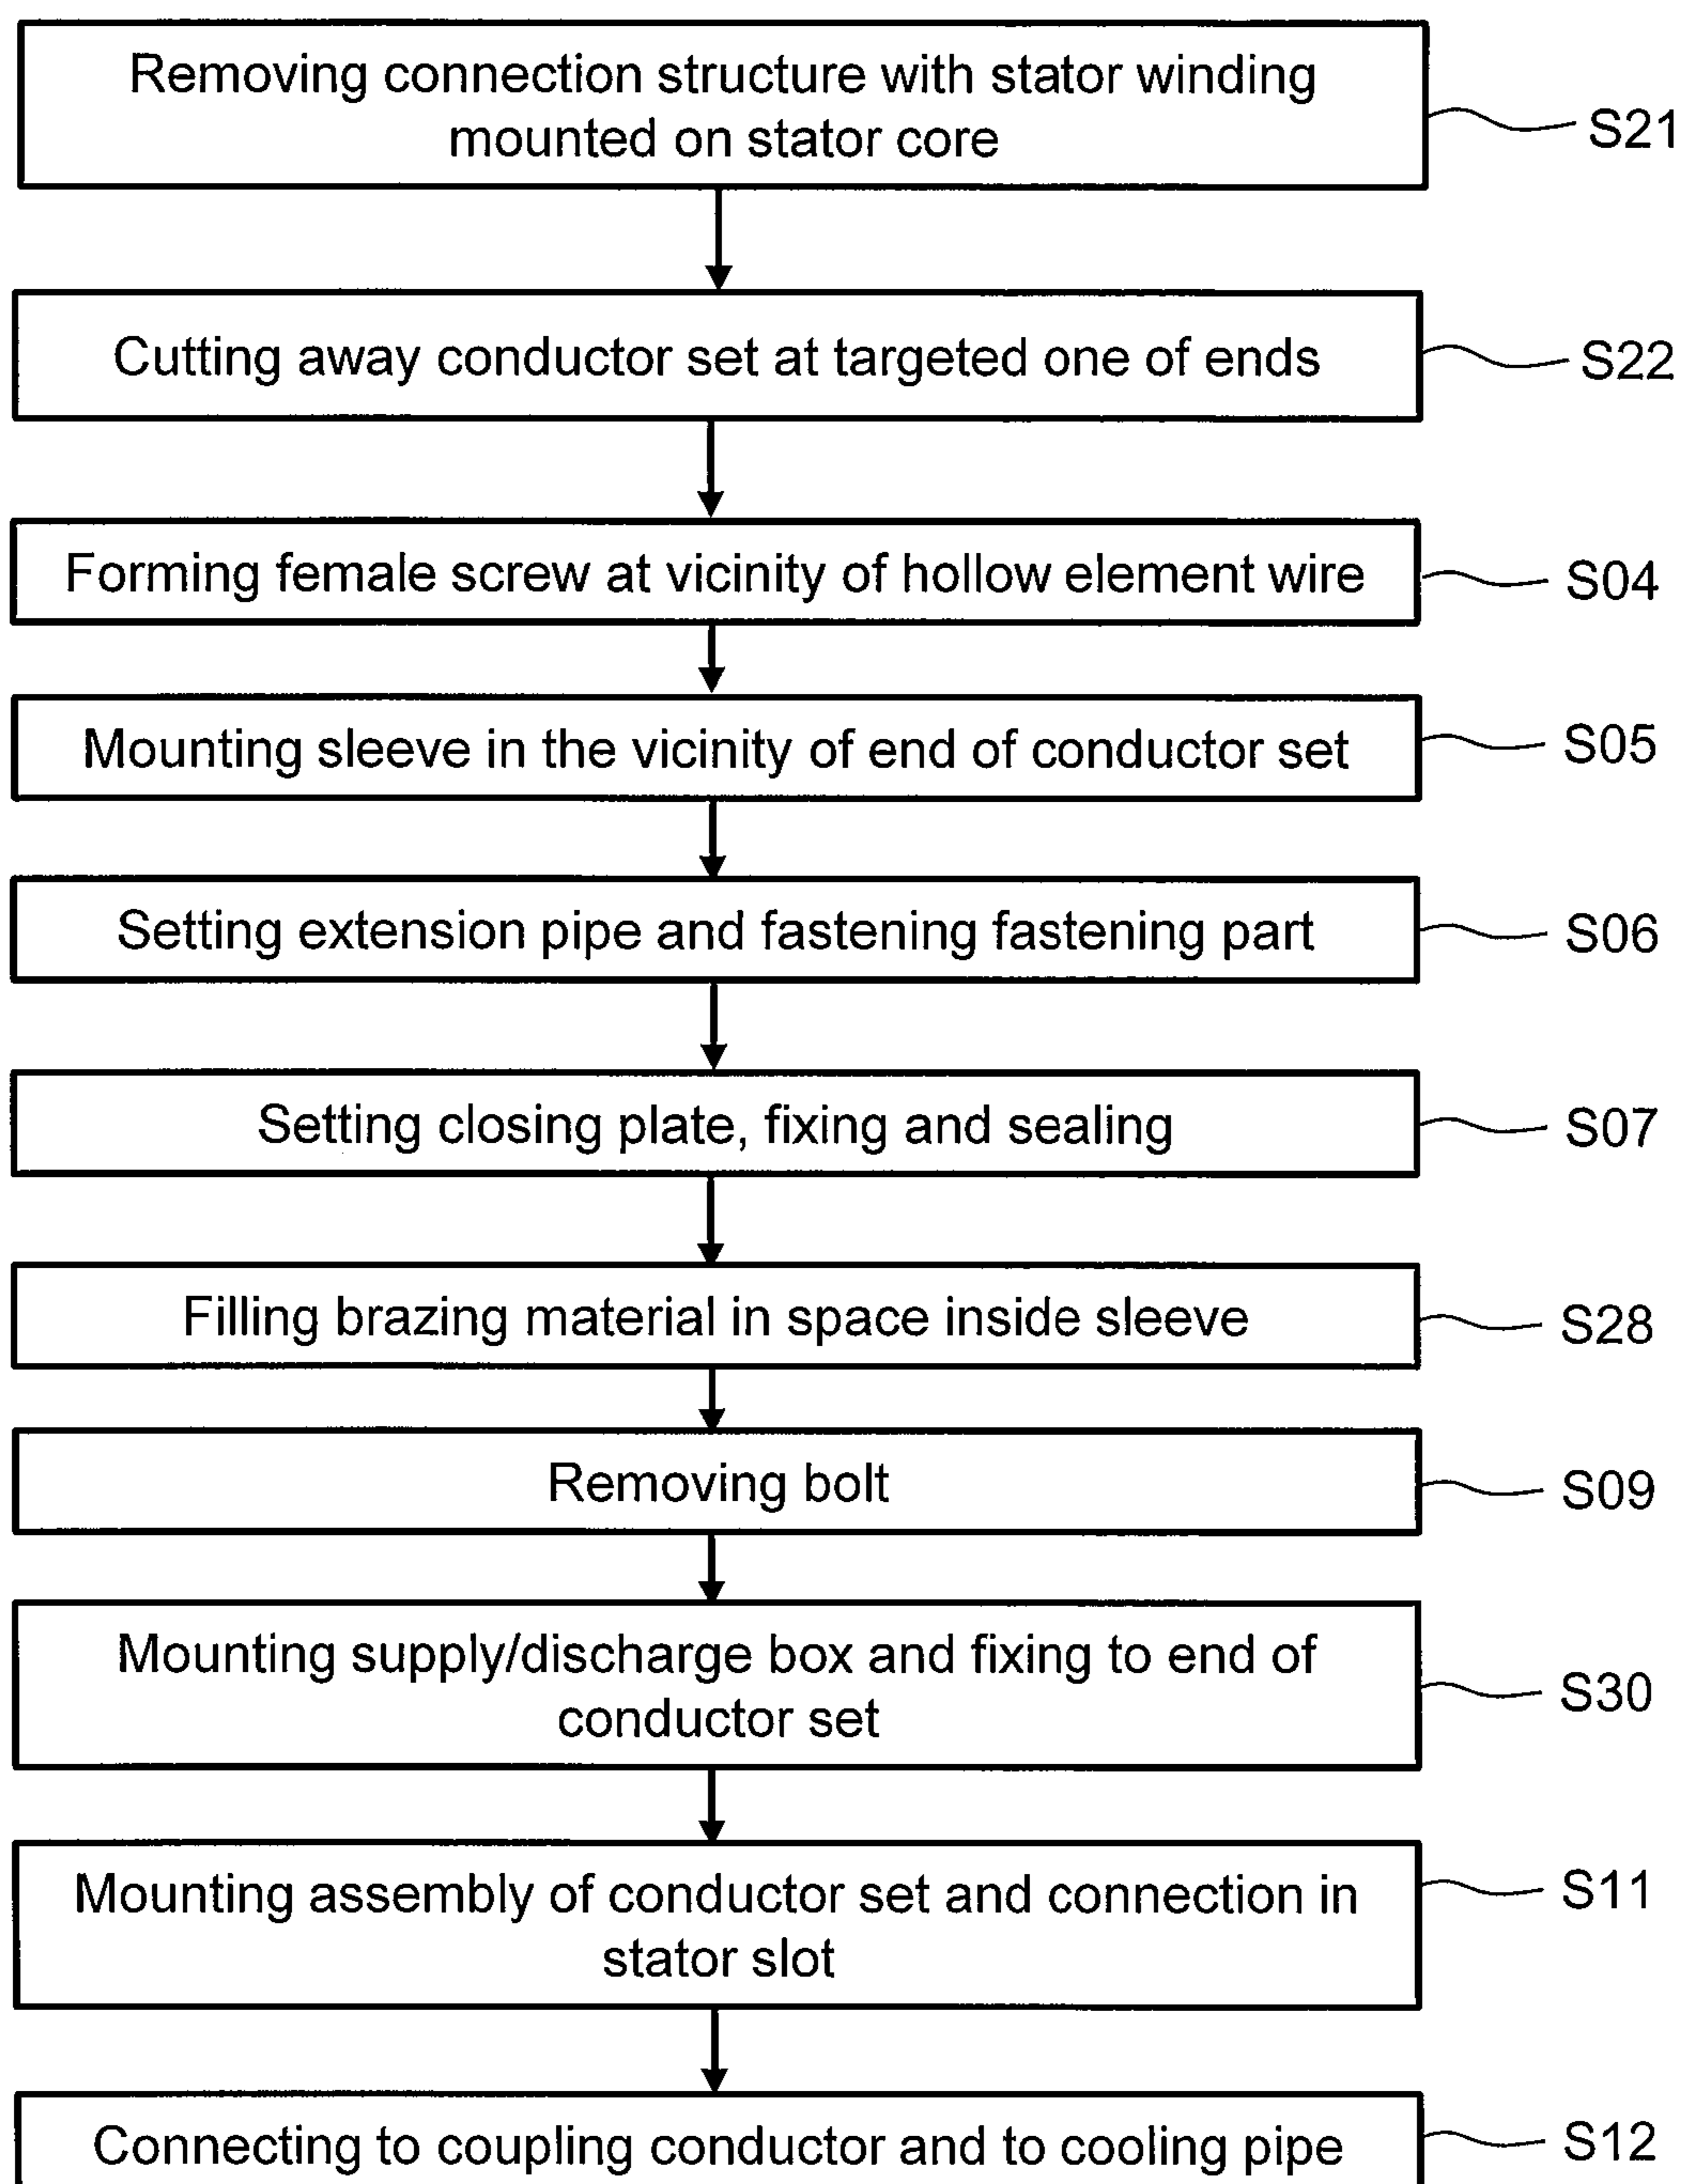 Removing connection structure with stator winding
mounted on stator core
S21
Cutting away conductor set at targeted one of ends
S22
Forming female screw at vicinity of hollow element wire
S04
Mounting sleeve in the vicinity of end of conductor set
S05
Setting extension pipe and fastening fastening part
S06
Setting closing plate, fixing and sealing
S07
Filling brazing material in space inside sleeve
S28
Removing bolt
S09
Mounting supply/discharge box and fixing to end of
conductor set
S30
Mounting assembly of conductor set and connection in
stator slot
S11
Connecting to coupling conductor and to cooling pipe
S12